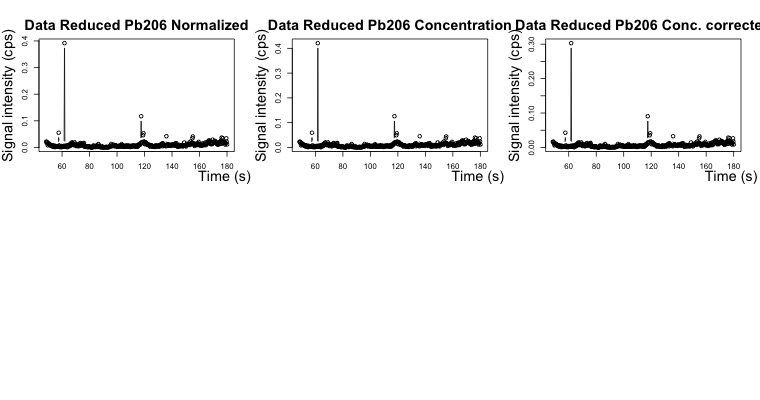 Data Reduced Pb206 Normalized
Signal intensity (cps)
0.0 0.1 0.2 0.3 0.4
60 80 100 120 140 160 180
Time (s)
Data Reduced Pb206 Concentration
Signal intensity (cps)
0.0 0.1 0.2 0.3 0.4
60 80 100 120 140 160 180
Time (s)
Data Reduced Pb206 Conc. correcte
Signal intensity (cps)
0.00 0.10 0.20 0.30
60 80 100 120 140 160 180
Time (s)